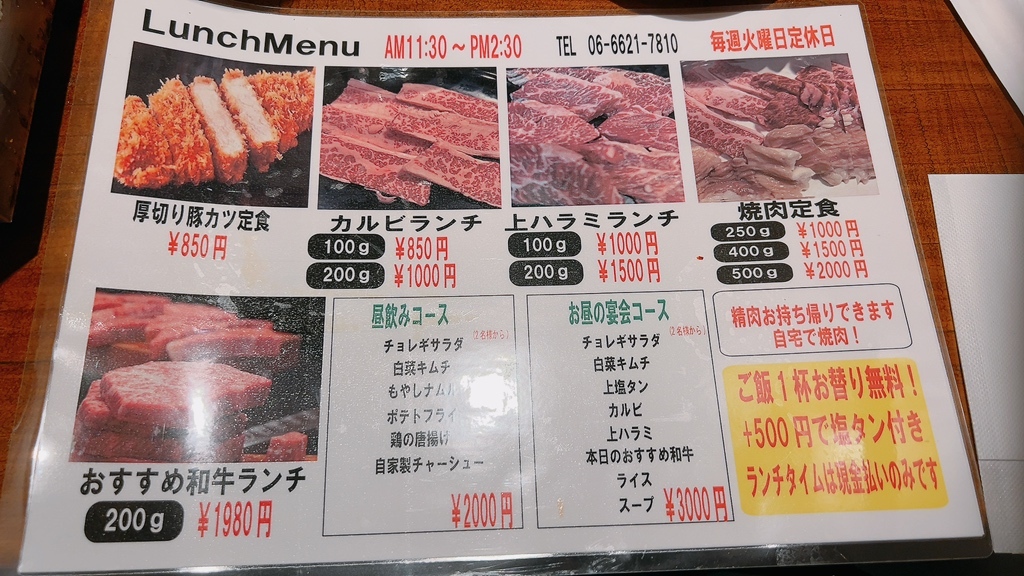 LunchMenu AM11:30～PM2:30 TEL 06-6621-7810 毎週火曜日定休日
厚切り豚カツ定食
￥850円
カルビランチ
100g ￥850円
200g ￥1000円
上ハラミランチ
100g ￥1000円
200g ￥1500円
焼肉定食
250g ￥1000円
400g ￥1500円
500g ￥2000円
おすすめ和牛ランチ
200g ￥1980円
昼飲みコース
(2名様から)
チョレギサラダ
白菜キムチ
もやしナムル
ポテトフライ
鶏の唐揚げ
自家製チャーシュー
￥2000円
お昼の宴会コース
(2名様から)
チョレギサラダ
白菜キムチ
上塩タン
カルビ
上ハラミ
本日のおすすめ和牛
ライス
スープ ￥3000円
精肉お持ち帰りできます
自宅で焼肉！
ご飯1杯お替り無料！
+500円で塩タン付き
ランチタイムは現金払いのみです